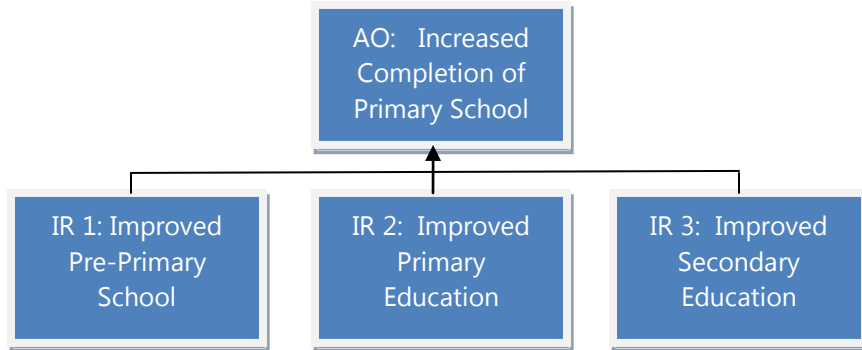 AO: Increased
Completion of
Primary School
IR 1: Improved
Pre-Primary
School
IR 2: Improved
Primary
Education
IR 3: Improved
Secondary
Education